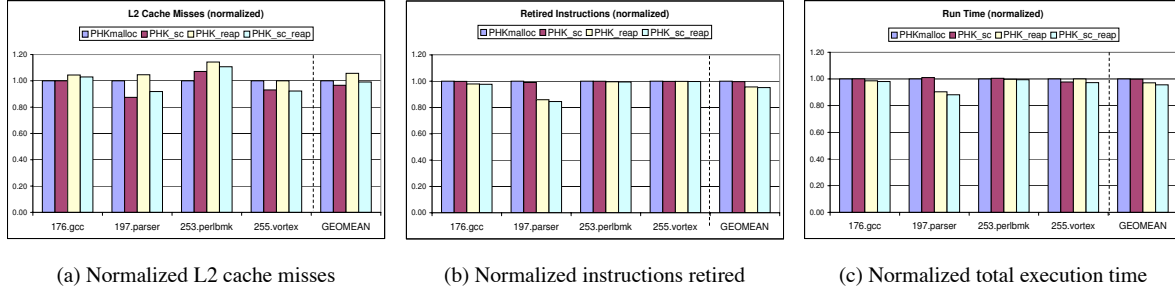 L2 Cache Misses (normalized)
PHKmalloc PHK_sc PHK_reap PHK_sc_reap
1.20
1.00
0.80
0.60
0.40
0.20
0.00
176.gcc 197.parser 253.perlbmk 255.vortex GEOMEAN
(a) Normalized L2 cache misses
Retired Instructions (normalized)
PHKmalloc PHK_sc PHK_reap PHK_sc_reap
1.20
1.00
0.80
0.60
0.40
0.20
0.00
176.gcc 197.parser 253.perlbmk 255.vortex GEOMEAN
(b) Normalized instructions retired
Run Time (normalized)
PHKmalloc PHK_sc PHK_reap PHK_sc_reap
1.20
1.00
0.80
0.60
0.40
0.20
0.00
176.gcc 197.parser 253.perlbmk 255.vortex GEOMEAN
(c) Normalized total execution time